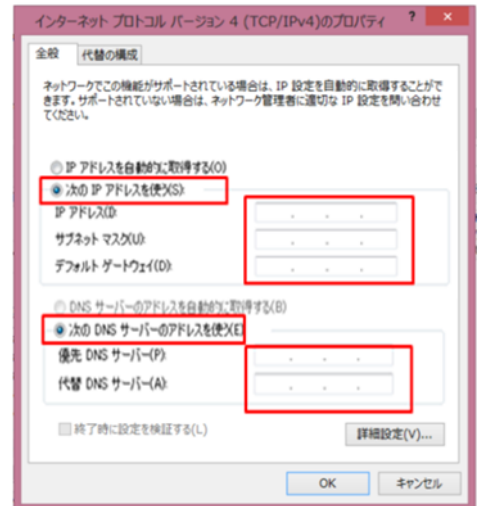 インターネット プロトコル バージョン 4 (TCP/IPv4)のプロパティ
全般 代替の構成
ネットワークでこの機能がサポートされている場合は、IP 設定を自動的に取得することがで
きます。サポートされていない場合は、ネットワーク管理者に適切な IP 設定を問い合わせ
てください。
IP アドレスを自動的に取得する(O)
次の IP アドレスを使う(S):
IP アドレス(I):
サブネット マスク(U):
デフォルト ゲートウェイ(D):
DNS サーバーのアドレスを自動的に取得する(B)
次の DNS サーバーのアドレスを使う(E)
優先 DNS サーバー(P):
代替 DNS サーバー(A):
終了時に設定を検証する(L)
詳細設定(V)...
OK キャンセル